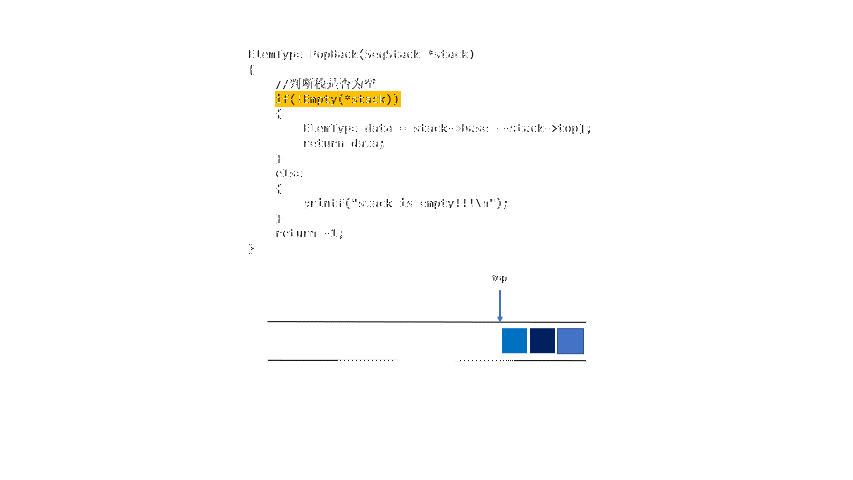 ElemType PopBack(SeqStack *stack)
{
//判断栈是否为空
if(!Empty(*stack))
{
ElemType data = stack->base[--stack->top];
return data;
}
else
{
printf("stack is empty!!!\n");
}
return -1;
}
top